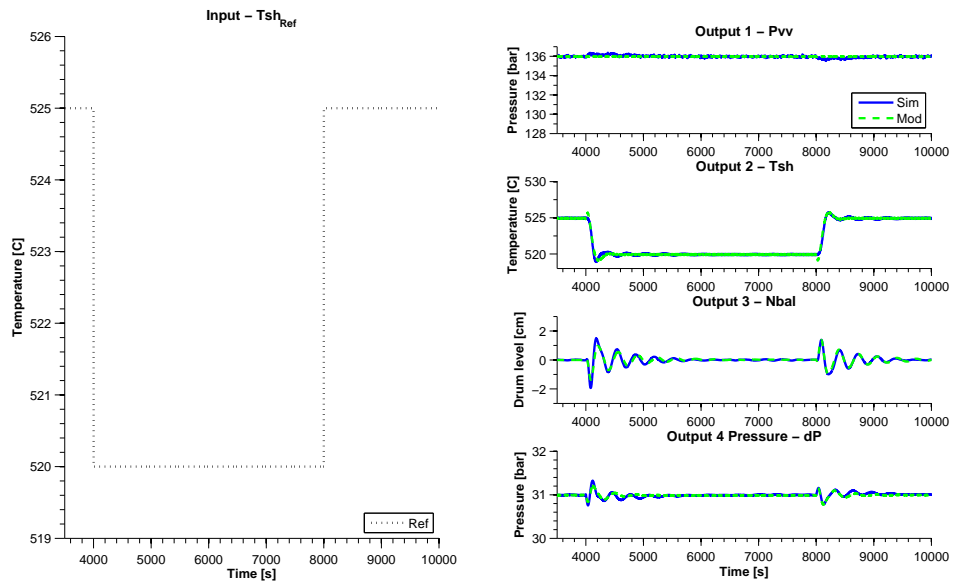 Input − TshRef
526
525
524
523
522
521
520
519
Temperature [C]
4000 5000 6000 7000 8000 9000 10000
Time [s]
Ref
Output 1 − Pvv
136
134
132
130
128
Pressure [bar]
Sim
Mod
4000 5000 6000 7000 8000 9000 10000
Output 2 − Tsh
530
525
520
Temperature [C]
4000 5000 6000 7000 8000 9000 10000
Output 3 − Nbal
2
0
−2
Drum level [cm]
4000 5000 6000 7000 8000 9000 10000
Time [s]
Output 4 Pressure − dP
32
31
30
Pressure [bar]
4000 5000 6000 7000 8000 9000 10000
Time [s]